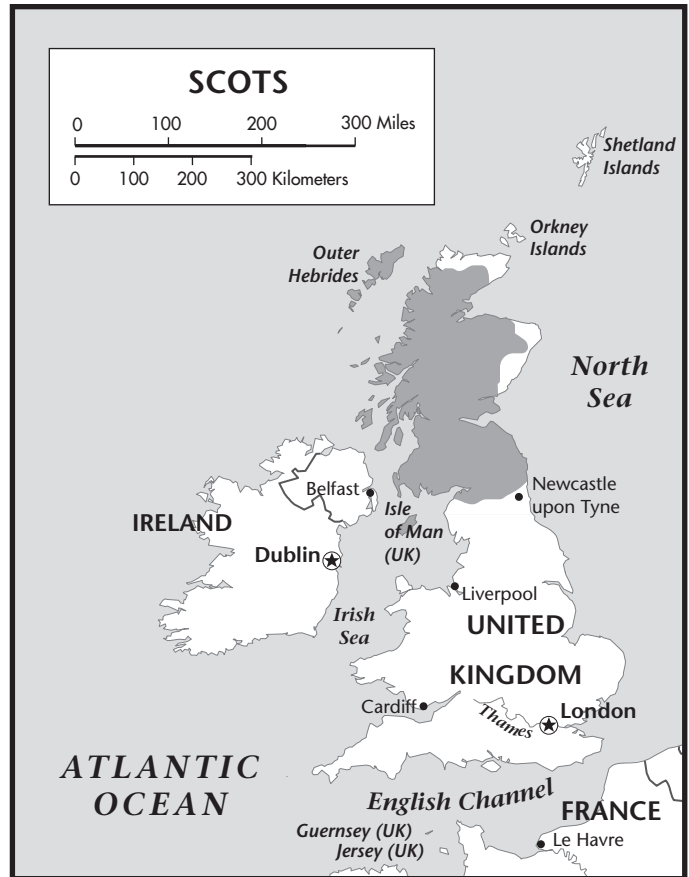 SCOTS
0 100 200 300 Miles
0 100 200 300 Kilometers
Shetland
Islands
Orkney
Islands
Outer
Hebrides
North
Sea
Newcastle
upon Tyne
Belfast
Isle
of Man
(UK)
IRELAND
Dublin
Liverpool
Irish
Sea
UNITED
KINGDOM
Cardiff
Thames
London
ATLANTIC
OCEAN
English Channel
FRANCE
Guernsey (UK)
Jersey (UK)
Le Havre